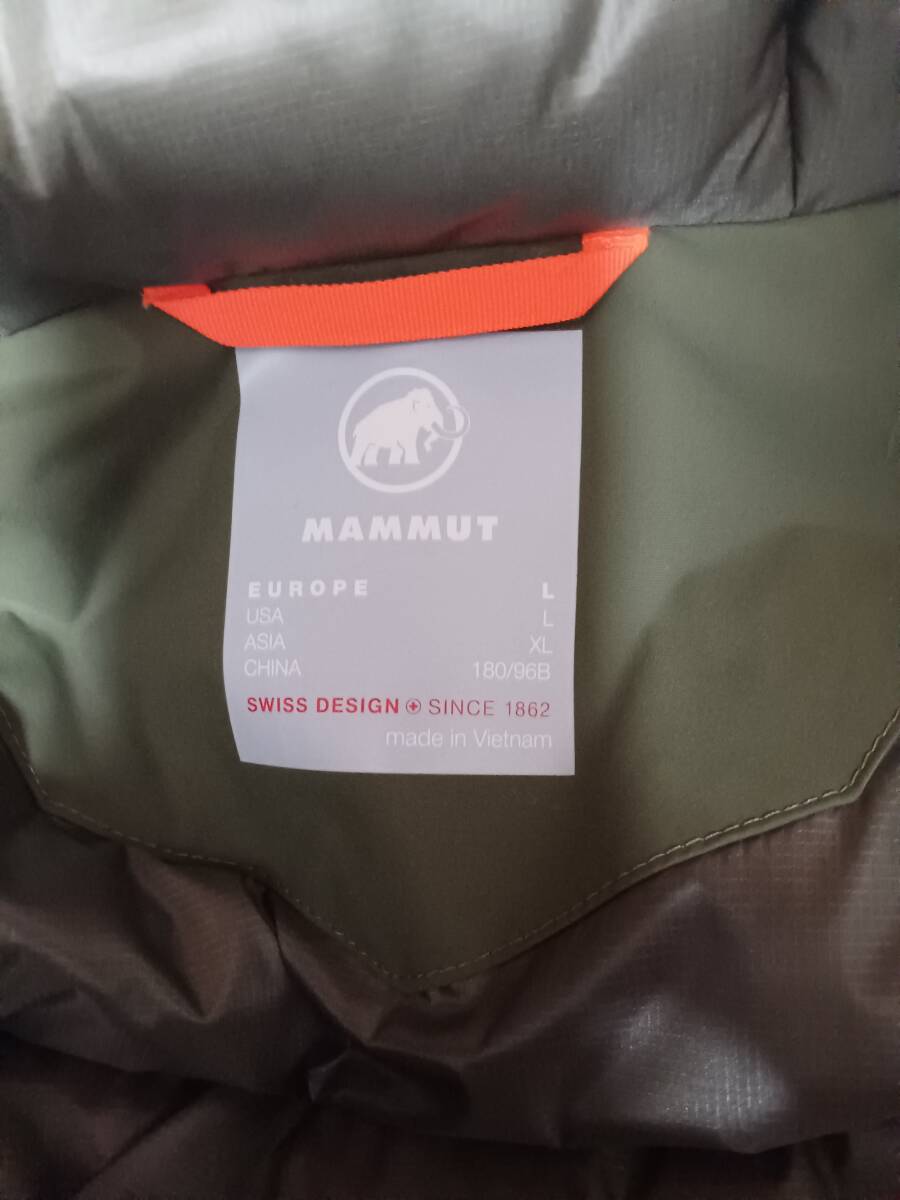 MAMMUT
EUROPE L
USA L
ASIA XL
CHINA 180/96B
SWISS DESIGN SINCE 1862
made in Vietnam